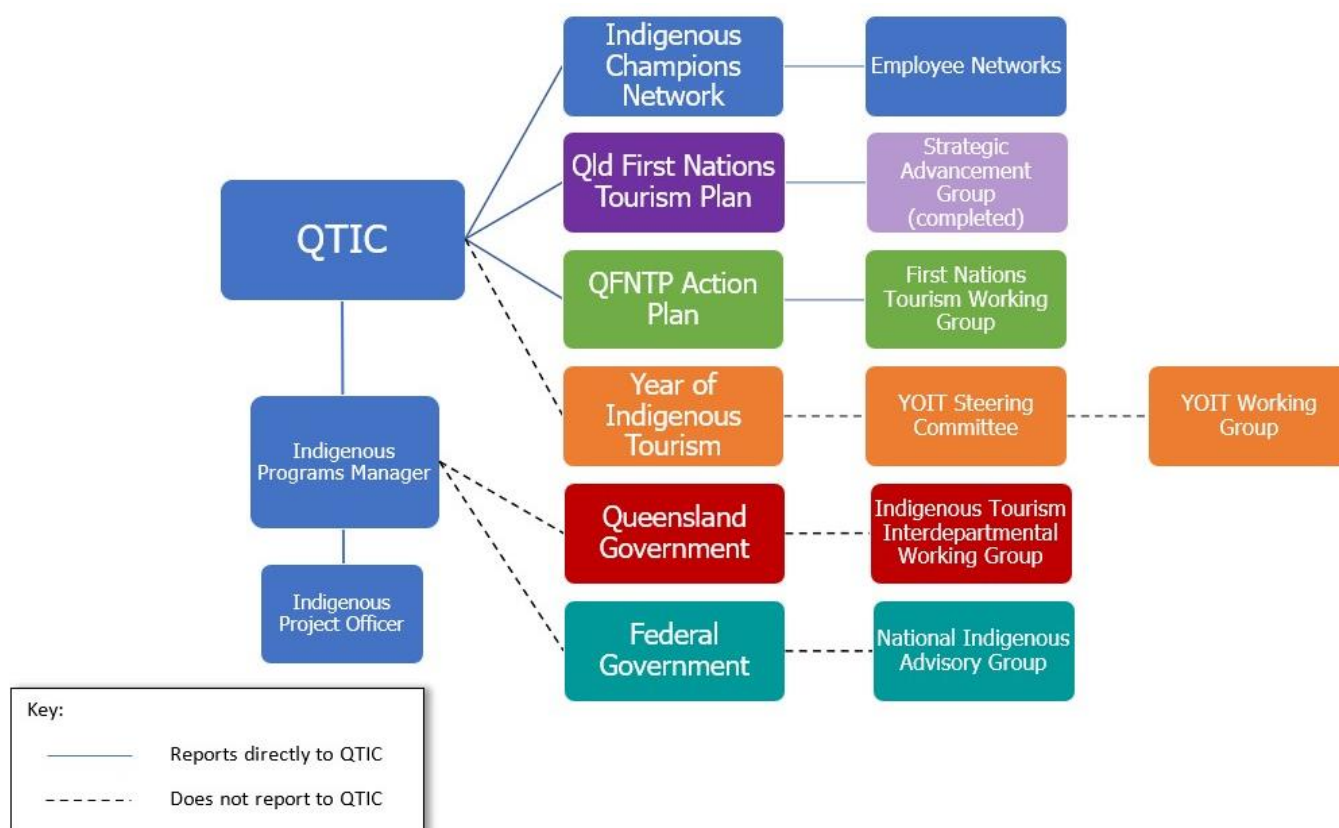 Indigenous
Champions
Network
Employee Networks
Qld First Nations
Tourism Plan
Strategic
Advancement
Group
(completed)
QTIC
QFNTP Action
Plan
First Nations
Tourism Working
Group
Year of
Indigenous
Tourism
YOIT Steering
Committee
YOIT Working
Group
Indigenous
Programs Manager
Queensland
Government
Indigenous Tourism
Interdepartmental
Working Group
Indigenous
Project Officer
Federal
Government
National Indigenous
Advisory Group
Key:
Reports directly to QTIC
Does not report to QTIC